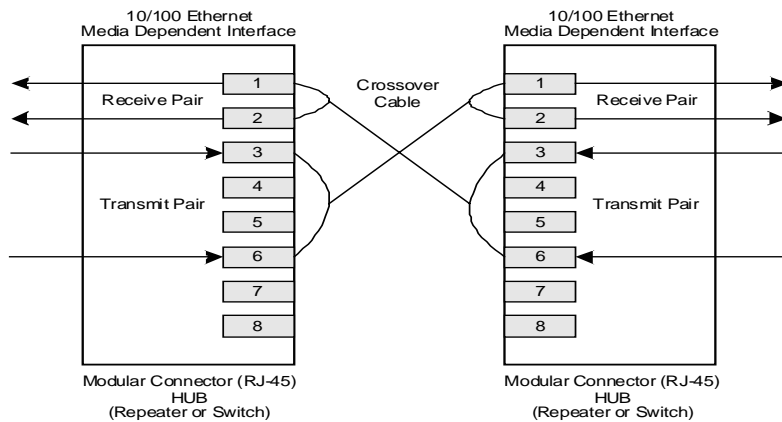 10/100 Ethernet
Media Dependent Interface
10/100 Ethernet
Media Dependent Interface
1
Receive Pair
2
3
4
Transmit Pair
5
6
7
8
Crossover
Cable
1
Receive Pair
2
3
4
Transmit Pair
5
6
7
8
Modular Connector (RJ-45)
HUB
(Repeater or Switch)
Modular Connector (RJ-45)
HUB
(Repeater or Switch)